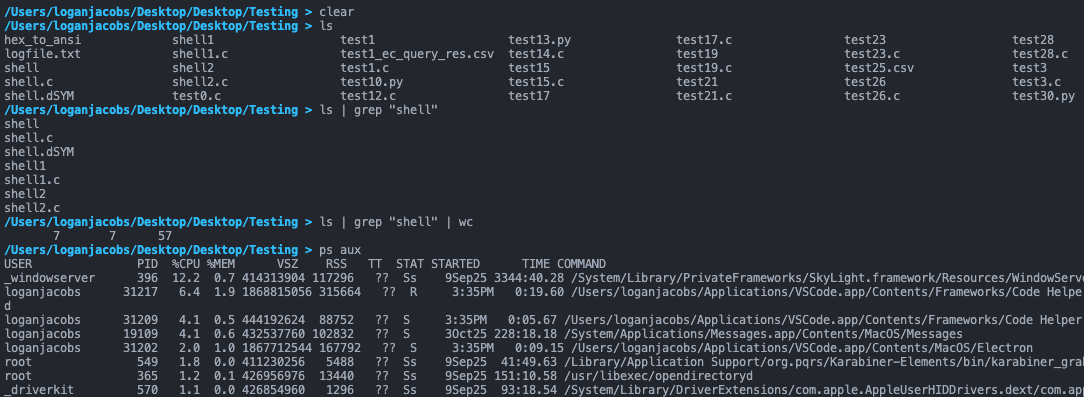 /Users/loganjacobs/Desktop/Desktop/Testing > clear
/Users/loganjacobs/Desktop/Desktop/Testing > ls
hex_to_ansi shell1 test1 test13.py test17.c test23 test28
logfile.txt shell1.c test1_ec_query_res.csv test14.c test19 test23.c test28.c
shell shell2 test1.c test15 test19.c test25.csv test3
shell.c shell2.c test10.py test15.c test21 test26 test3.c
shell.dSYM test0.c test12.c test17 test21.c test26.c test30.py
/Users/loganjacobs/Desktop/Desktop/Testing > ls | grep "shell"
shell
shell.c
shell.dSYM
shell1
shell1.c
shell2
shell2.c
/Users/loganjacobs/Desktop/Desktop/Testing > ls | grep "shell" | wc
7 7 57
/Users/loganjacobs/Desktop/Desktop/Testing > ps aux
USER PID %CPU %MEM VSZ RSS TT STAT STARTED TIME COMMAND
_windowserver 396 12.2 0.7 414313904 117296 ?? Ss 9Sep25 3344:40.28 /System/Library/PrivateFrameworks/SkyLight.framework/Resources/WindowServe
loganjacobs 31217 6.4 1.9 1868815056 315664 ?? R 3:35PM 0:19.60 /Users/loganjacobs/Applications/VSCode.app/Contents/Frameworks/Code Helper
d
loganjacobs 31209 4.1 0.5 444192624 88752 ?? S 3:35PM 0:05.67 /Users/loganjacobs/Applications/VSCode.app/Contents/Frameworks/Code Helper
loganjacobs 19109 4.1 0.6 432537760 102832 ?? S 3Oct25 228:18.18 /System/Applications/Messages.app/Contents/MacOS/Messages
loganjacobs 31202 2.0 1.0 1867712544 167792 ?? S 3:35PM 0:09.15 /Users/loganjacobs/Applications/VSCode.app/Contents/MacOS/Electron
root 549 1.8 0.0 411230256 5488 ?? Ss 9Sep25 41:49.63 /Library/Application Support/org.pqrs/Karabiner-Elements/bin/karabiner_gra
root 365 1.2 0.1 426956976 13440 ?? Ss 9Sep25 151:10.58 /usr/libexec/opendirectoryd
_driverkit 570 1.1 0.0 426854960 1296 ?? Ss 9Sep25 93:18.54 /System/Library/DriverExtensions/com.apple.AppleUserHIDDrivers.dext/com.ap